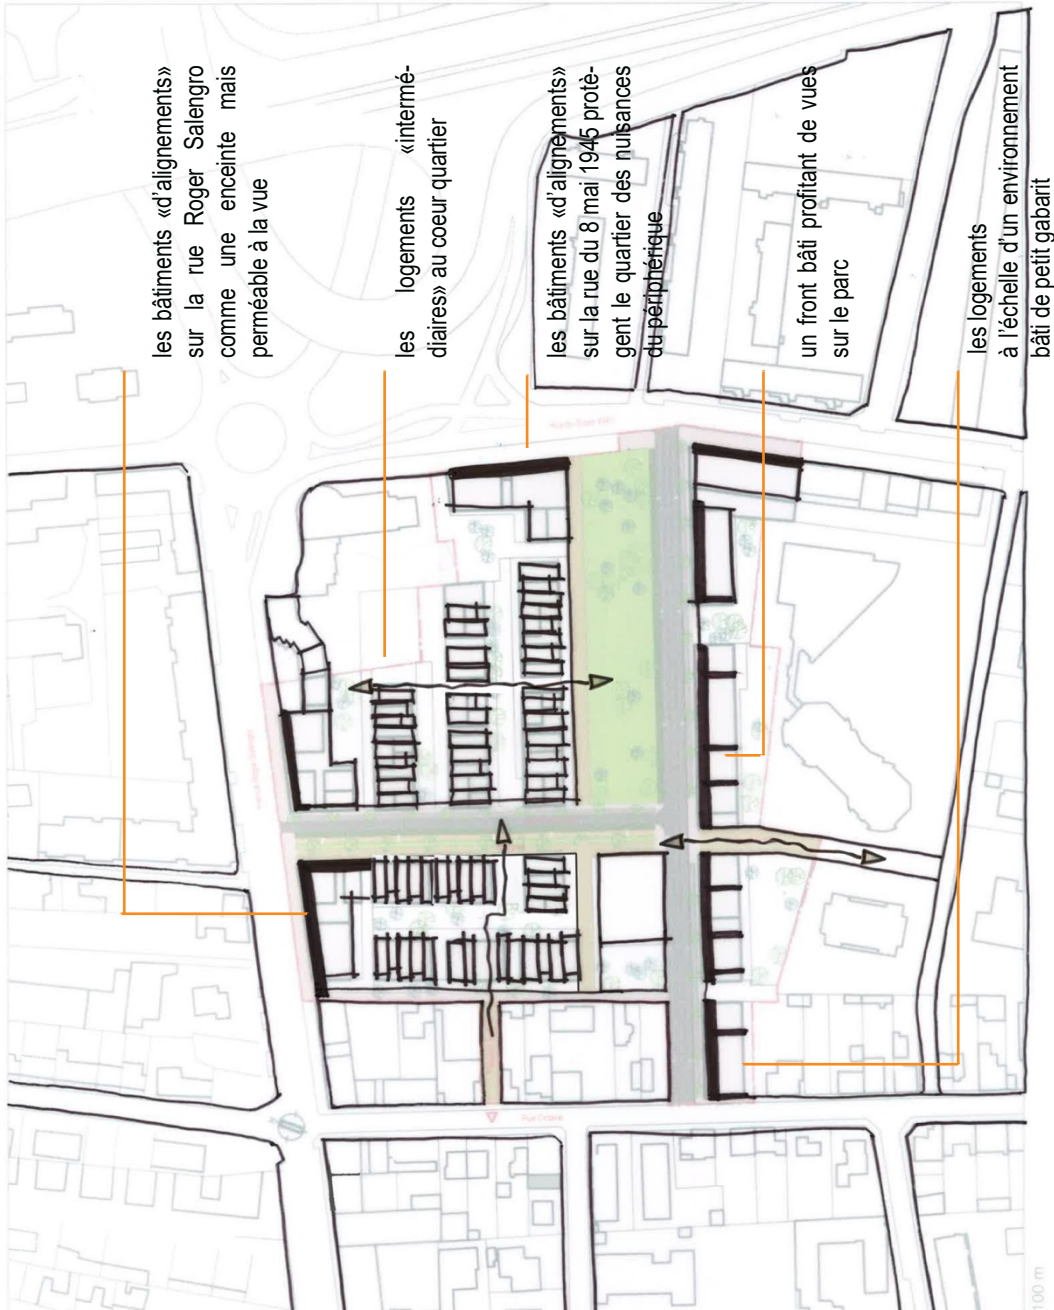 les bâtiments «d'alignements»
sur la rue Roger Salengro
comme une enceinte mais
perméable à la vue
les logements «intermé-
diaires» au coeur quartier
les bâtiments «d'alignements»
sur la rue du 8 mai 1945 protè-
gent le quartier des nuisances
du périphérique
un front bâti profitant de vues
sur le parc
les logements
à l'échelle d'un environnement
bâti de petit gabarit
100 m